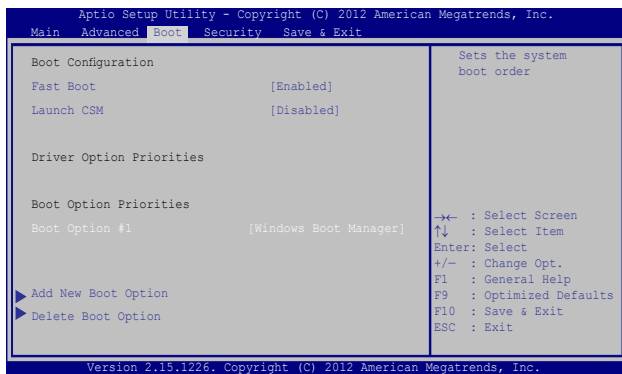 Aptio Setup Utility - Copyright (C) 2012 American Megatrends, Inc.
Main Advanced Boot Security Save & Exit
Boot Configuration
Fast Boot [Enabled]
Launch CSM [Disabled]
Driver Option Priorities
Boot Option Priorities
Boot Option #1 [Windows Boot Manager]
Add New Boot Option
Delete Boot Option
Sets the system
boot order
→← : Select Screen
↑↓ : Select Item
Enter: Select
+/— : Change Opt.
F1 : General Help
F9 : Optimized Defaults
F10 : Save & Exit
ESC : Exit
Version 2.15.1226. Copyright (C) 2012 American Megatrends, Inc.